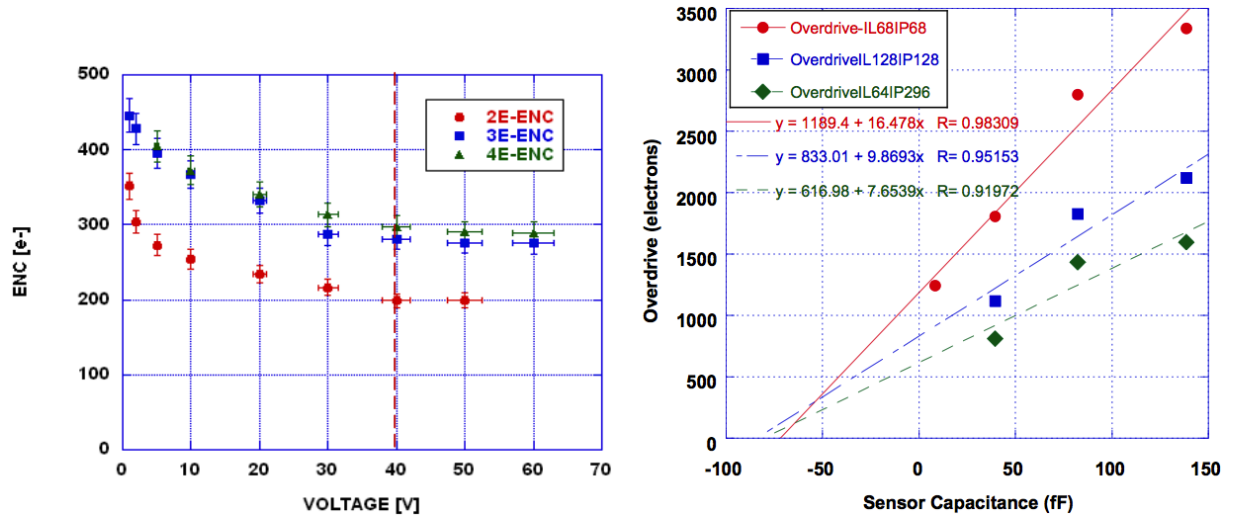 500
400
300
200
100
0
ENC [e-]
2E-ENC
3E-ENC
4E-ENC
0 10 20 30 40 50 60 70
VOLTAGE [V]
3500
3000
2500
2000
1500
1000
500
0
Overdrive (electrons)
Overdrive-IL68IP68
OverdriveIL128IP128
OverdriveIL64IP296
y = 1189.4 + 16.478x R= 0.98309
y = 833.01 + 9.8693x R= 0.95153
y = 616.98 + 7.6539x R= 0.91972
-100 -50 0 50 100 150
Sensor Capacitance (fF)